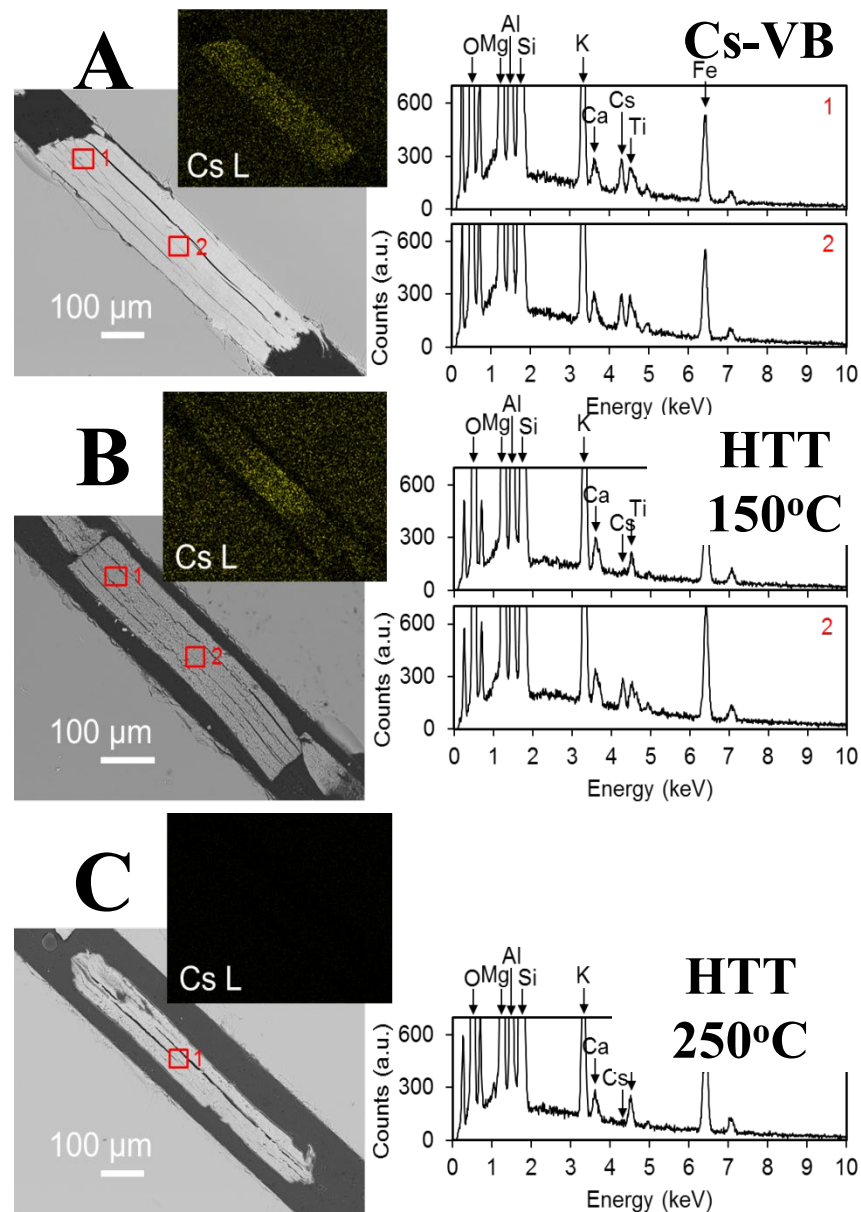 A
Cs L
1
2
100 µm
Cs-VB
O Mg Al Si K Ca Cs Ti Fe
1
600
300
0
2
600
300
0
Counts (a.u.)
0 1 2 3 4 5 6 7 8 9 10
Energy (keV)
B
Cs L
1
2
100 µm
HTT
150°C
O Mg Al Si K Ca Cs Ti
600
300
0
2
600
300
0
Counts (a.u.)
0 1 2 3 4 5 6 7 8 9 10
Energy (keV)
C
Cs L
1
100 µm
HTT
250°C
O Mg Al Si K Ca Cs
600
300
0
Counts (a.u.)
0 1 2 3 4 5 6 7 8 9 10
Energy (keV)